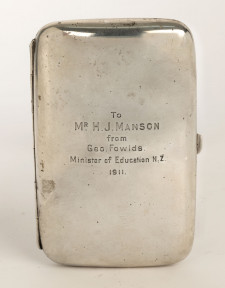 To
MR H.J. MANSON
from
Geo. Fowlds
Minister of Education N.Z
1911.